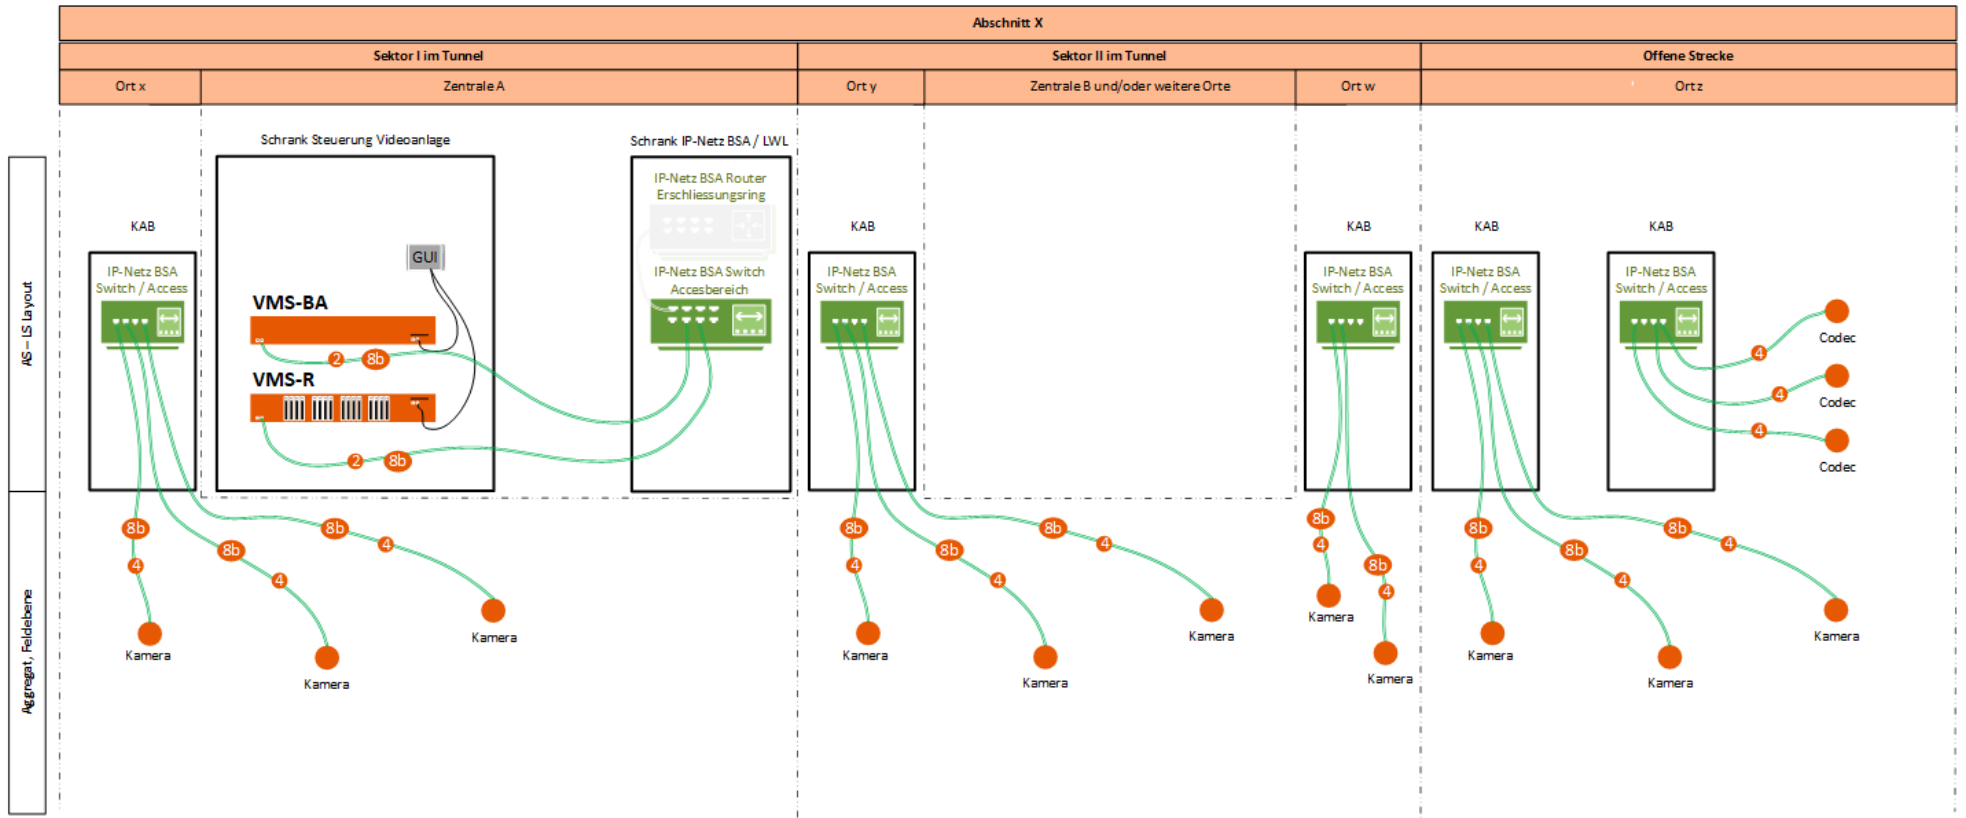 Abschnitt X
Sektor I im Tunnel
Sektor II im Tunnel
Offene Strecke
Ort x
Zentrale A
Ort y
Zentrale B und/oder weitere Orte
Ort w
Ort z
AS – LS Layout
Aggregat, Feldebene
KAB
IP-Netz BSA
Switch / Access
8b
4
Kamera
8b
4
Kamera
8b
4
Kamera
Schrank Steuerung Videoanlage
GUI
VMS-BA
2
8b
VMS-R
2
8b
Schrank IP-Netz BSA / LWL
IP-Netz BSA Router
Erschliessungsring
IP-Netz BSA Switch
Accesbereich
KAB
IP-Netz BSA
Switch / Access
8b
4
Kamera
8b
4
Kamera
8b
4
Kamera
KAB
IP-Netz BSA
Switch / Access
8b
4
Kamera
8b
4
Kamera
KAB
IP-Netz BSA
Switch / Access
8b
4
Kamera
8b
4
Kamera
8b
4
Kamera
KAB
IP-Netz BSA
Switch / Access
4
Codec
4
Codec
4
Codec